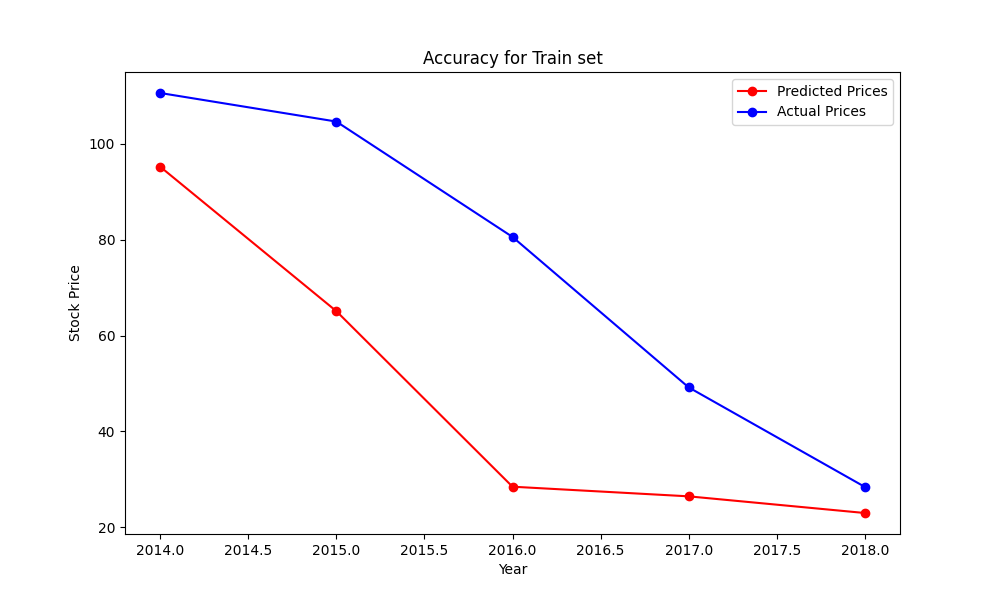 Accuracy for Train set
Predicted Prices
Actual Prices
100
80
60
40
20
Stock Price
2014.0 2014.5 2015.0 2015.5 2016.0 2016.5 2017.0 2017.5 2018.0
Year